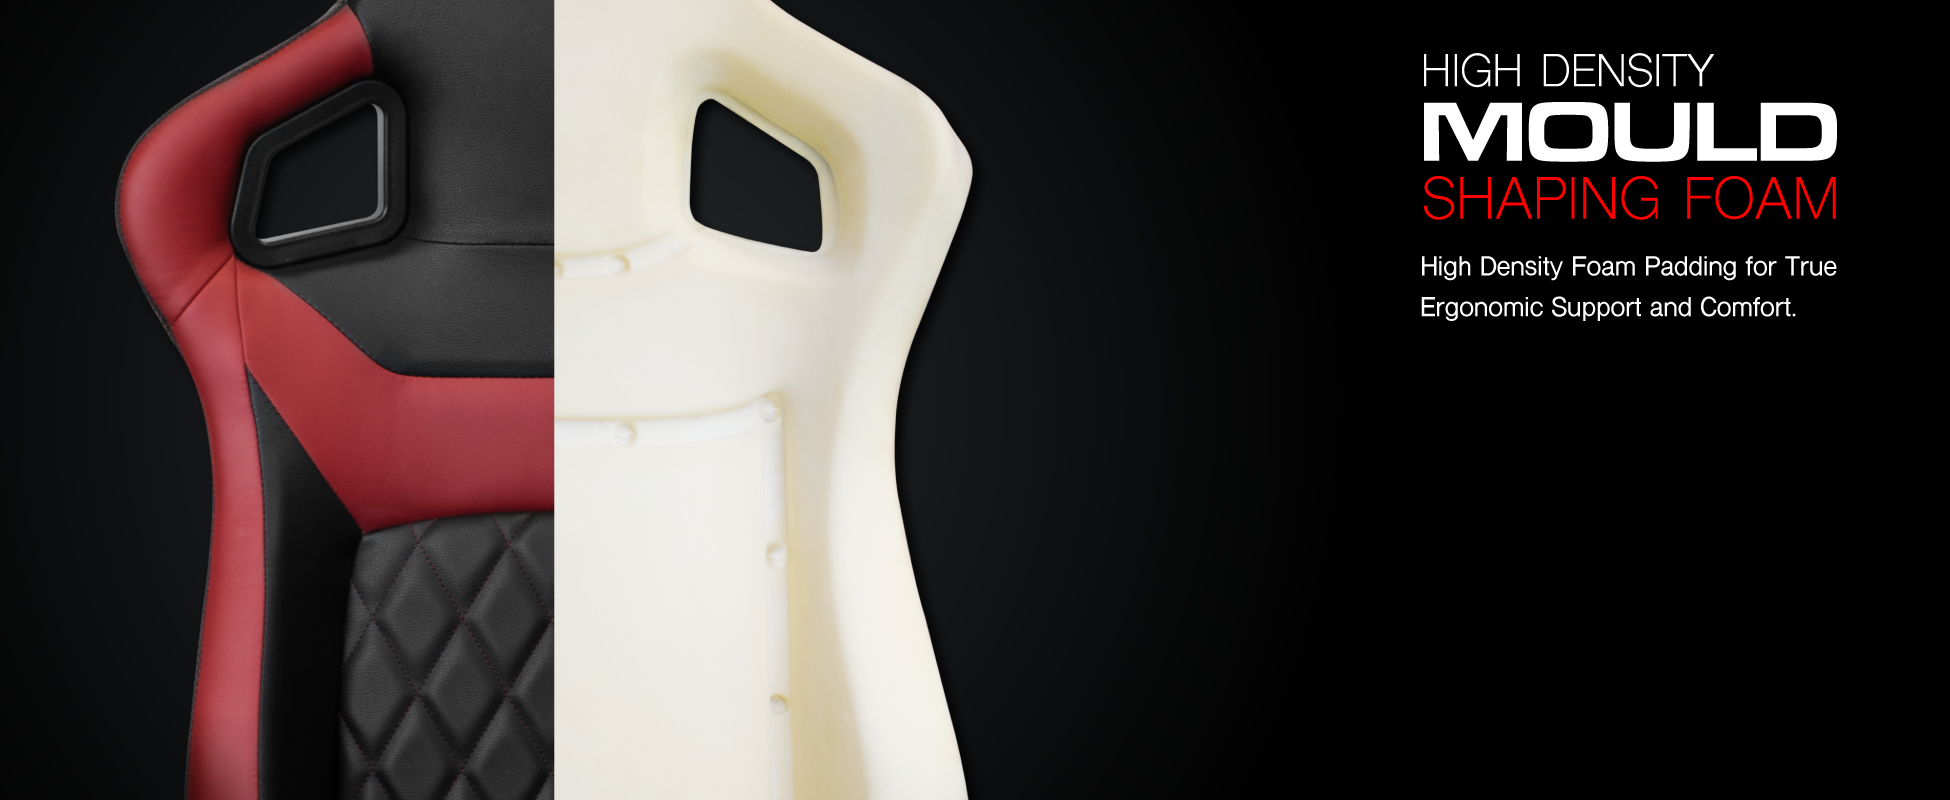 HIGH DENSITY
MOULD
SHAPING FOAM
High Density Foam Padding for True
Ergonomic Support and Comfort.